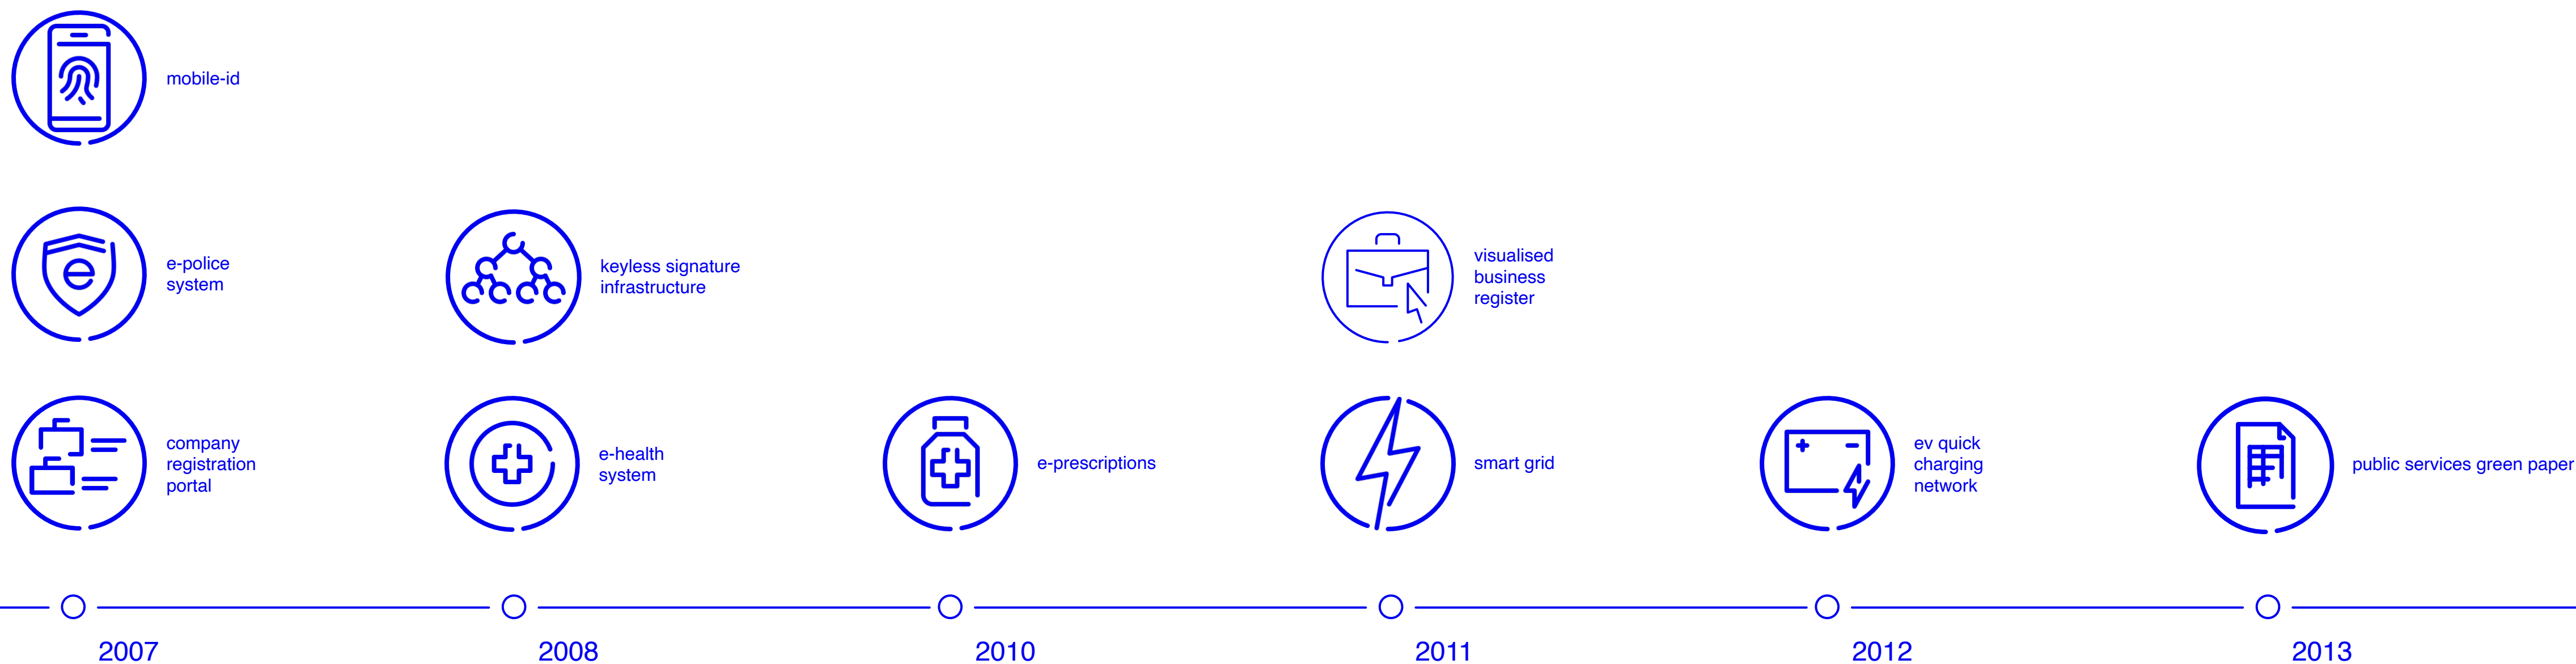 mobile-id
e-police
system
keyless signature
infrastructure
visualised
business
register
company
registration
portal
e-health
system
e-prescriptions
smart grid
ev quick
charging
network
public services green paper
2007
2008
2010
2011
2012
2013